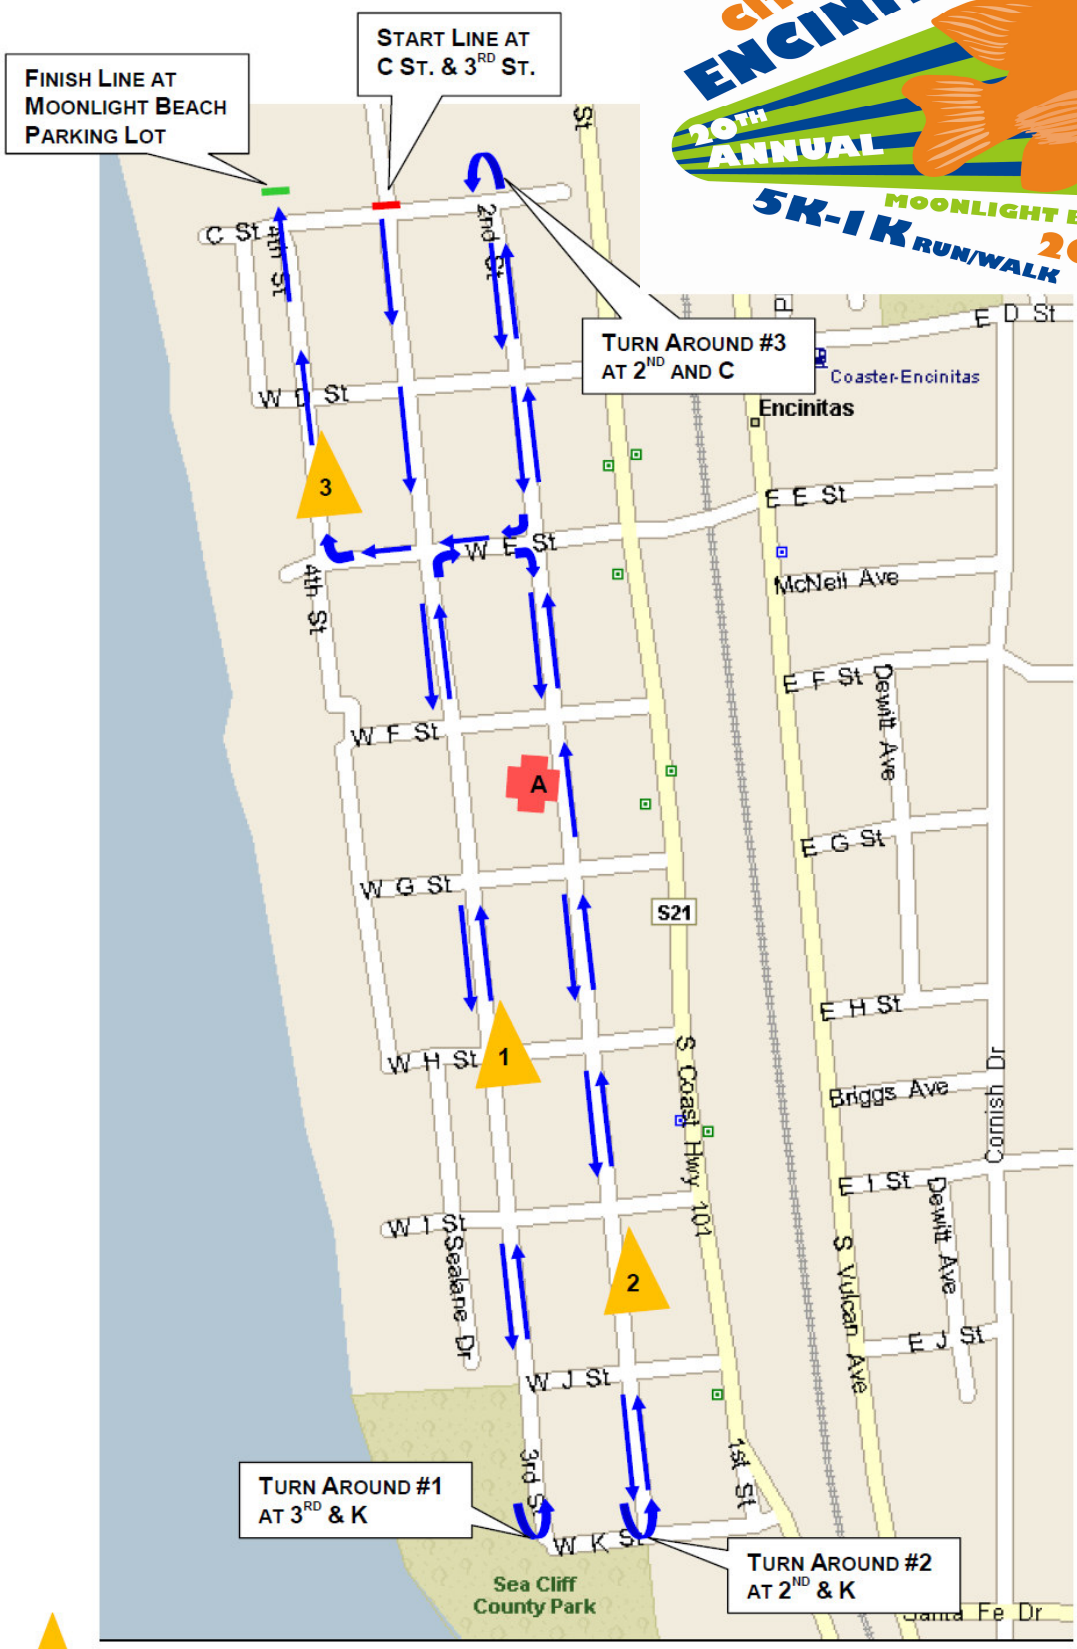 START LINE AT
C ST. & 3RD ST.
FINISH LINE AT
MOONLIGHT BEACH
PARKING LOT
ENCINI
20TH
ANNUAL
5K-1K RUN/WALK
MOONLIGHT B
20
St
C St
4th St
2nd St
TURN AROUND #3
AT 2ND AND C
E D St
Coaster-Encinitas
Encinitas
W D St
3
E E St
W E St
McNeil Ave
4th St
E F St
Dewitt Ave
W F St
A
E G St
W G St
S21
E H St
W H St
1
S Coast Hwy 101
Briggs Ave
Cornish Dr
E I St
Dewitt Ave
W I St
Sealane Dr
2
S Vulcan Ave
E J St
W J St
3rd St
1st St
TURN AROUND #1
AT 3RD & K
W K St
TURN AROUND #2
AT 2ND & K
Sea Cliff
County Park
Santa Fe Dr